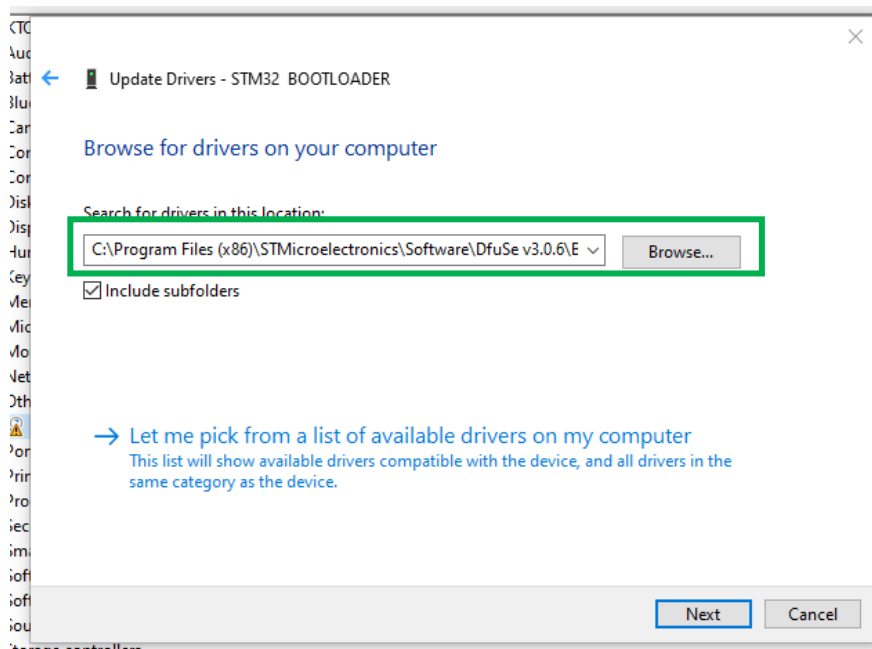 Update Drivers - STM32 BOOTLOADER
Browse for drivers on your computer
Search for drivers in this location:
C:\Program Files (x86)\STMicroelectronics\Software\DfuSe v3.0.6\E
Browse...
Include subfolders
Let me pick from a list of available drivers on my computer
This list will show available drivers compatible with the device, and all drivers in the
same category as the device.
Next
Cancel